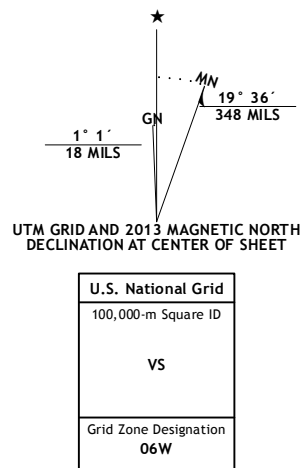 ★
MN
GN
19° 36´
348 MILS
1° 1´
18 MILS
UTM GRID AND 2013 MAGNETIC NORTH
DECLINATION AT CENTER OF SHEET
U.S. National Grid
100,000-m Square ID
VS
Grid Zone Designation
06W